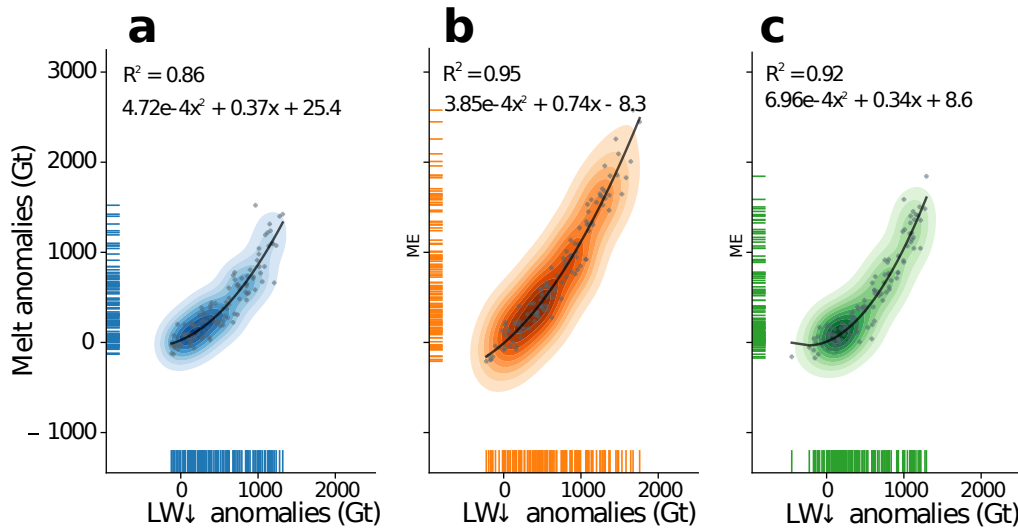 a
b
c
R² = 0.86
4.72e-4x² + 0.37x + 25.4
R² = 0.95
3.85e-4x² + 0.74x - 8.3
R² = 0.92
6.96e-4x² + 0.34x + 8.6
Melt anomalies (Gt)
3000
2000
1000
0
– 1000
ME
ME
0 1000 2000
0 1000 2000
0 1000 2000
LW↓ anomalies (Gt)
LW↓ anomalies (Gt)
LW↓ anomalies (Gt)